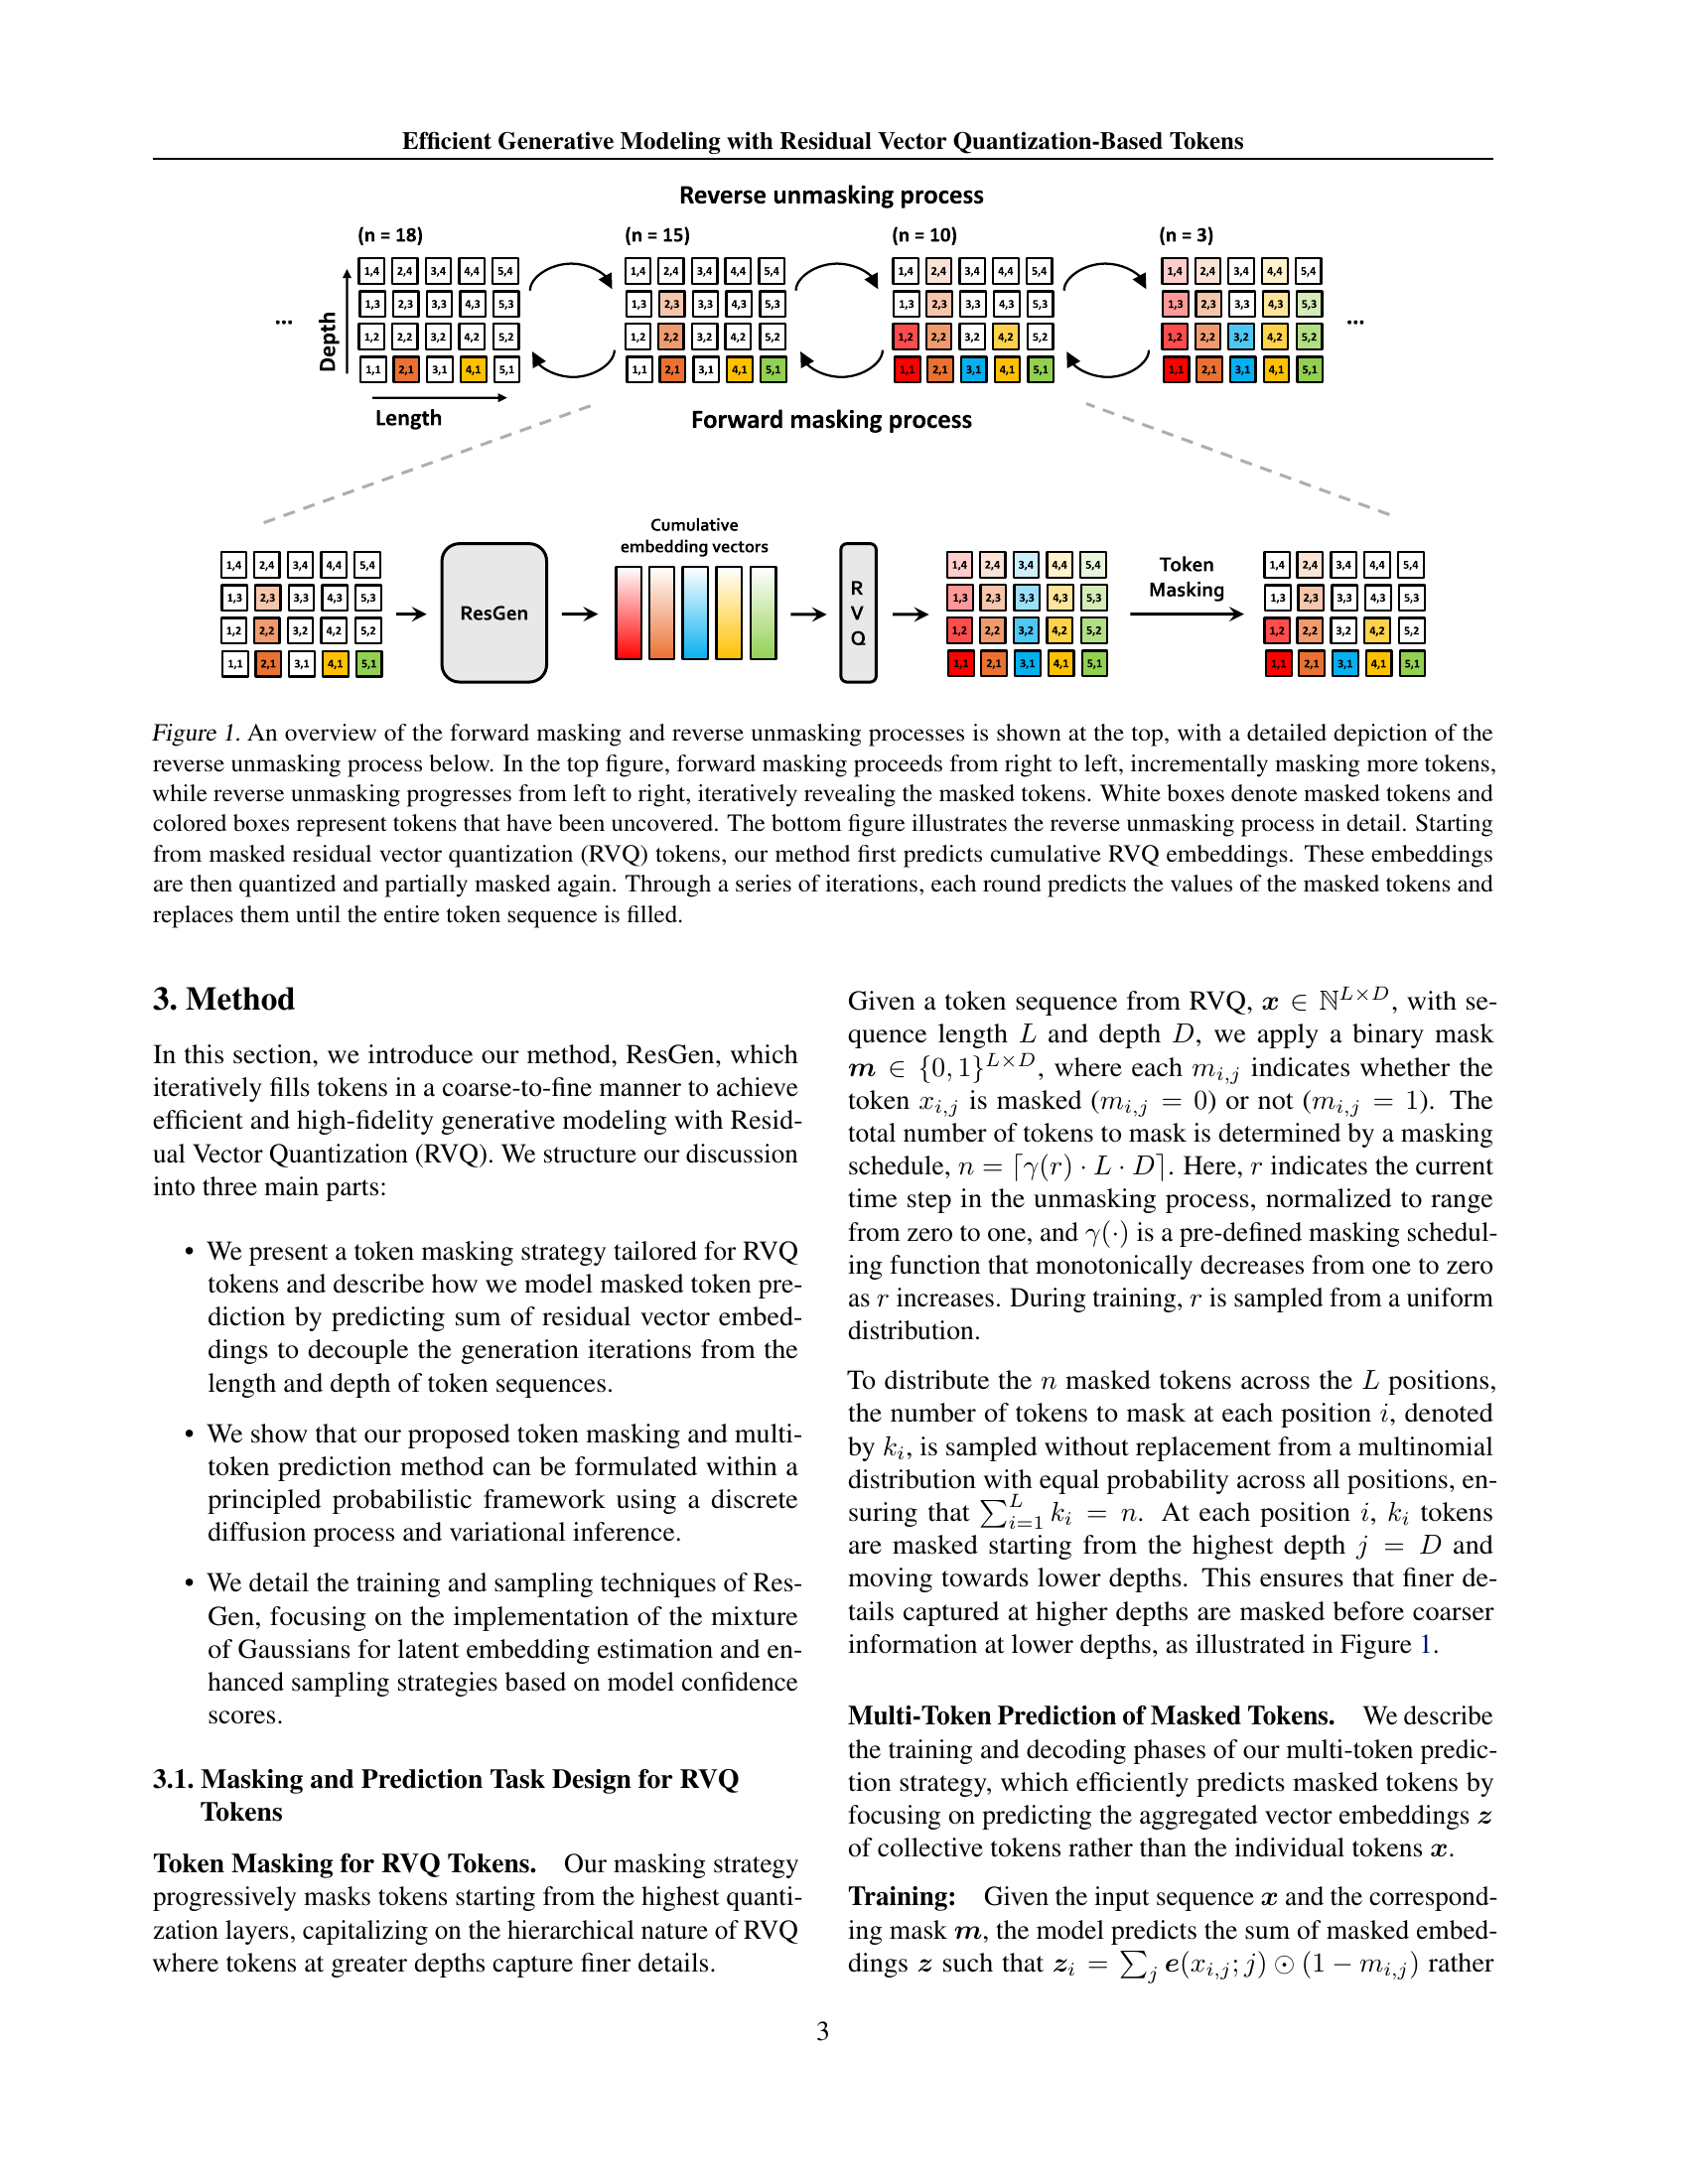 Efficient Generative Modeling with Residual Vector Quantization-Based Tokens
Reverse unmasking process
(n = 18) (n = 15) (n = 10) (n = 3)
1,4 2,4 3,4 4,4 5,4 1,4 2,4 3,4 4,4 5,4 1,4 2,4 3,4 4,4 5,4 1,4 2,4 3,4 4,4 5,4
1,3 2,3 3,3 4,3 5,3 1,3 2,3 3,3 4,3 5,3 1,3 2,3 3,3 4,3 5,3 1,3 2,3 3,3 4,3 5,3
... ...
1,2 2,2 3,2 4,2 5,2 1,2 2,2 3,2 4,2 5,2 1,2 2,2 3,2 4,2 5,2 1,2 2,2 3,2 4,2 5,2
1,1 2,1 3,1 4,1 5,1 1,1 2,1 3,1 4,1 5,1 1,1 2,1 3,1 4,1 5,1 1,1 2,1 3,1 4,1 5,1
Depth
Length
Forward masking process
Cumulative
embedding vectors
1,4 2,4 3,4 4,4 5,4
1,3 2,3 3,3 4,3 5,3
1,2 2,2 3,2 4,2 5,2
1,1 2,1 3,1 4,1 5,1
ResGen
R
V
Q
1,4 2,4 3,4 4,4 5,4
1,3 2,3 3,3 4,3 5,3
1,2 2,2 3,2 4,2 5,2
1,1 2,1 3,1 4,1 5,1
Token
Masking
1,4 2,4 3,4 4,4 5,4
1,3 2,3 3,3 4,3 5,3
1,2 2,2 3,2 4,2 5,2
1,1 2,1 3,1 4,1 5,1
Figure 1. An overview of the forward masking and reverse unmasking processes is shown at the top, with a detailed depiction of the
reverse unmasking process below. In the top figure, forward masking proceeds from right to left, incrementally masking more tokens,
while reverse unmasking progresses from left to right, iteratively revealing the masked tokens. White boxes denote masked tokens and
colored boxes represent tokens that have been uncovered. The bottom figure illustrates the reverse unmasking process in detail. Starting
from masked residual vector quantization (RVQ) tokens, our method first predicts cumulative RVQ embeddings. These embeddings
are then quantized and partially masked again. Through a series of iterations, each round predicts the values of the masked tokens and
replaces them until the entire token sequence is filled.
3. Method
In this section, we introduce our method, ResGen, which
iteratively fills tokens in a coarse-to-fine manner to achieve
efficient and high-fidelity generative modeling with Resid-
ual Vector Quantization (RVQ). We structure our discussion
into three main parts:
• We present a token masking strategy tailored for RVQ
tokens and describe how we model masked token pre-
diction by predicting sum of residual vector embed-
dings to decouple the generation iterations from the
length and depth of token sequences.
• We show that our proposed token masking and multi-
token prediction method can be formulated within a
principled probabilistic framework using a discrete
diffusion process and variational inference.
• We detail the training and sampling techniques of Res-
Gen, focusing on the implementation of the mixture
of Gaussians for latent embedding estimation and en-
hanced sampling strategies based on model confidence
scores.
3.1. Masking and Prediction Task Design for RVQ
Tokens
Token Masking for RVQ Tokens. Our masking strategy
progressively masks tokens starting from the highest quanti-
zation layers, capitalizing on the hierarchical nature of RVQ
where tokens at greater depths capture finer details.
Given a token sequence from RVQ, x ∈ ℕ^{L×D}, with se-
quence length L and depth D, we apply a binary mask
m ∈ {0, 1}^{L×D}, where each m_{i,j} indicates whether the
token x_{i,j} is masked (m_{i,j} = 0) or not (m_{i,j} = 1). The
total number of tokens to mask is determined by a masking
schedule, n = ⌈γ(r) · L · D⌉. Here, r indicates the current
time step in the unmasking process, normalized to range
from zero to one, and γ(·) is a pre-defined masking schedul-
ing function that monotonically decreases from one to zero
as r increases. During training, r is sampled from a uniform
distribution.
To distribute the n masked tokens across the L positions,
the number of tokens to mask at each position i, denoted
by k_i, is sampled without replacement from a multinomial
distribution with equal probability across all positions, en-
suring that ∑_{i=1}^{L} k_i = n. At each position i, k_i tokens
are masked starting from the highest depth j = D and
moving towards lower depths. This ensures that finer de-
tails captured at higher depths are masked before coarser
information at lower depths, as illustrated in Figure 1.
Multi-Token Prediction of Masked Tokens. We describe
the training and decoding phases of our multi-token predic-
tion strategy, which efficiently predicts masked tokens by
focusing on predicting the aggregated vector embeddings z
of collective tokens rather than the individual tokens x.
Training: Given the input sequence x and the correspond-
ing mask m, the model predicts the sum of masked embed-
dings z such that z_i = ∑_j e(x_{i,j}; j) ⊙ (1 − m_{i,j}) rather
3